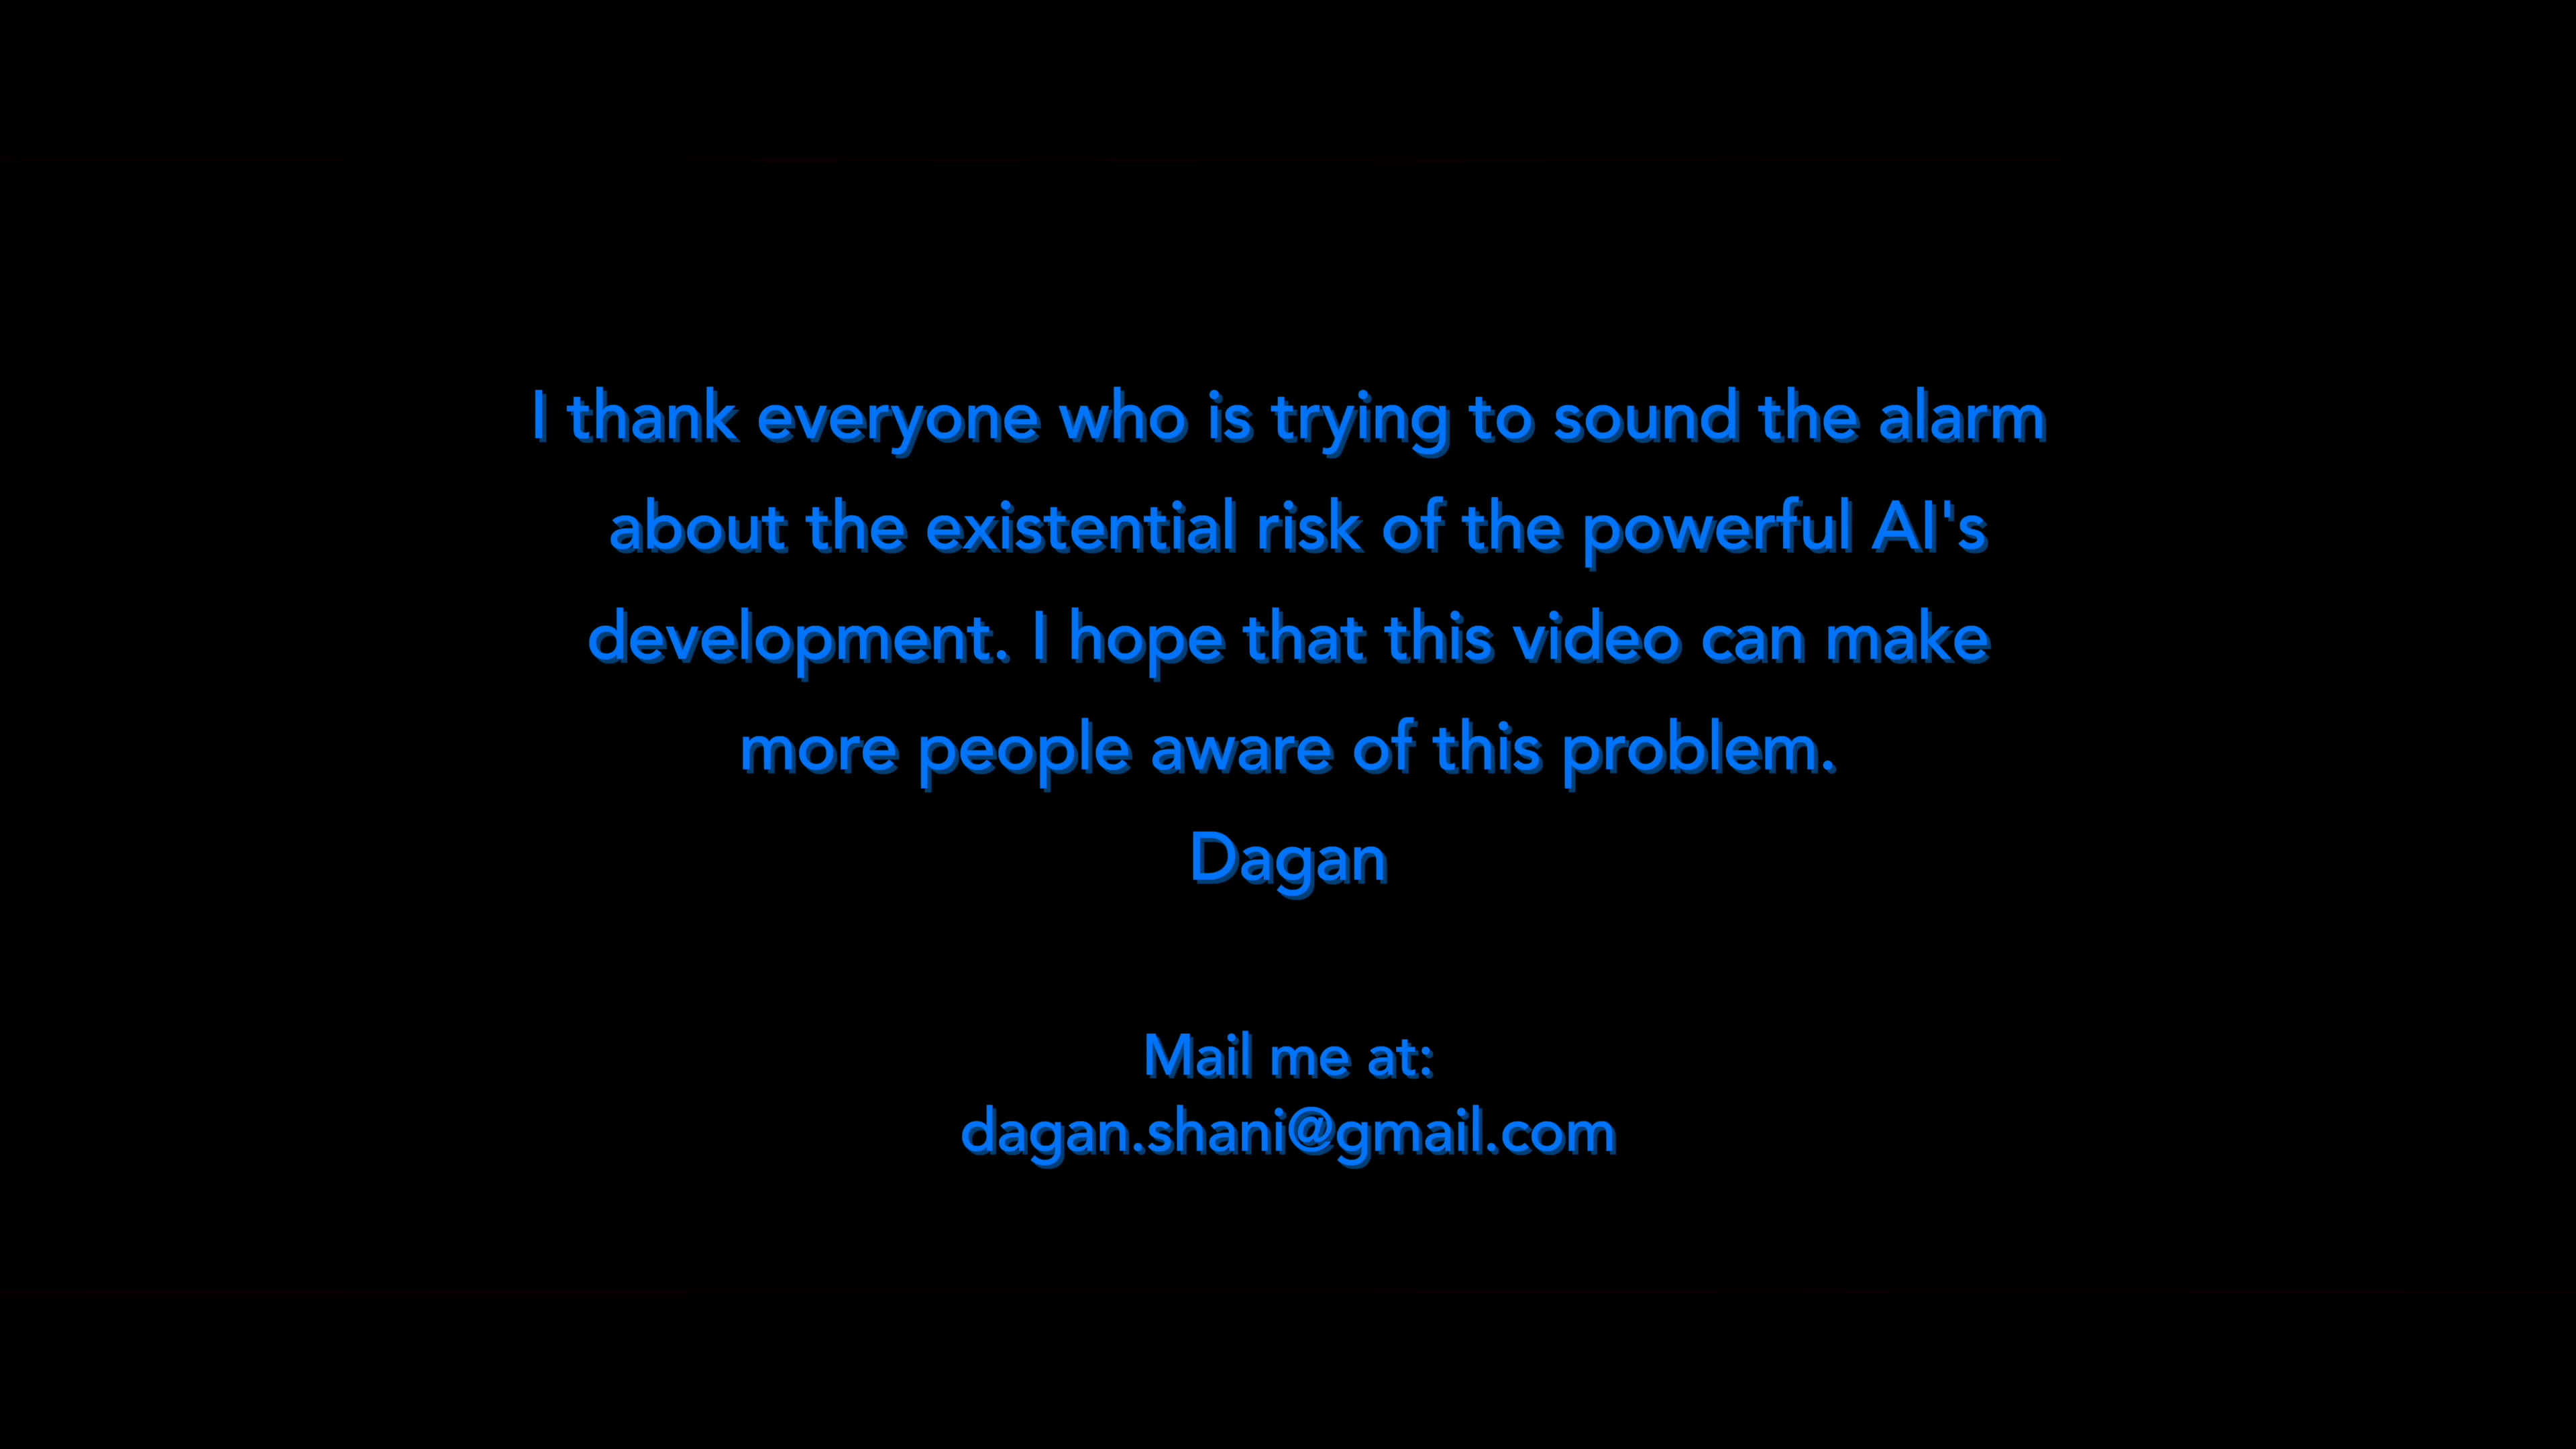 I thank everyone who is trying to sound the alarm
about the existential risk of the powerful AI's
development. I hope that this video can make
more people aware of this problem.
Dagan
Mail me at:
dagan.shani@gmail.com